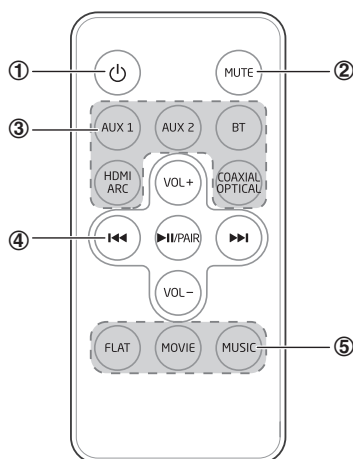 ①
②
MUTE
③
AUX 1
AUX 2
BT
HDMI
ARC
VOL+
COAXIAL
OPTICAL
④
/PAIR
VOL−
FLAT
MOVIE
MUSIC
⑤